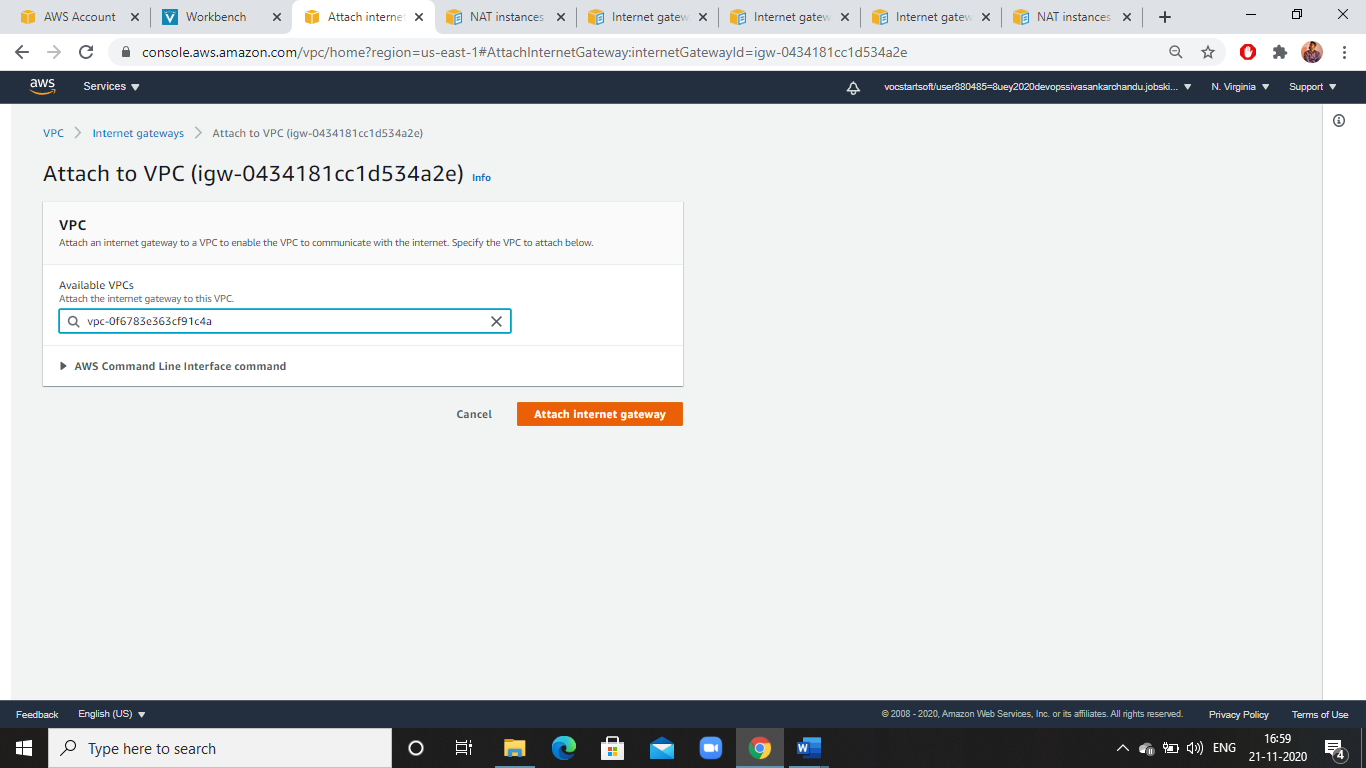 AWS Account
Workbench
Attach interne
NAT instances
Internet gatew
Internet gatew
Internet gatew
NAT instances
console.aws.amazon.com/vpc/home?region=us-east-1#AttachInternetGateway:internetGatewayId=igw-0434181cc1d534a2e
aws
Services
vocstartsoft/user880485=8uey2020devopssivasankarchandu.jobski...
N. Virginia
Support
VPC
Internet gateways
Attach to VPC (igw-0434181cc1d534a2e)
Attach to VPC (igw-0434181cc1d534a2e) Info
VPC
Attach an internet gateway to a VPC to enable the VPC to communicate with the internet. Specify the VPC to attach below.
Available VPCs
Attach the internet gateway to this VPC.
vpc-0f6783e363cf91c4a
AWS Command Line Interface command
Cancel
Attach internet gateway
Feedback
English (US)
© 2008 - 2020, Amazon Web Services, Inc. or its affiliates. All rights reserved.
Privacy Policy
Terms of Use
Type here to search
W
ENG
16:59
21-11-2020
4